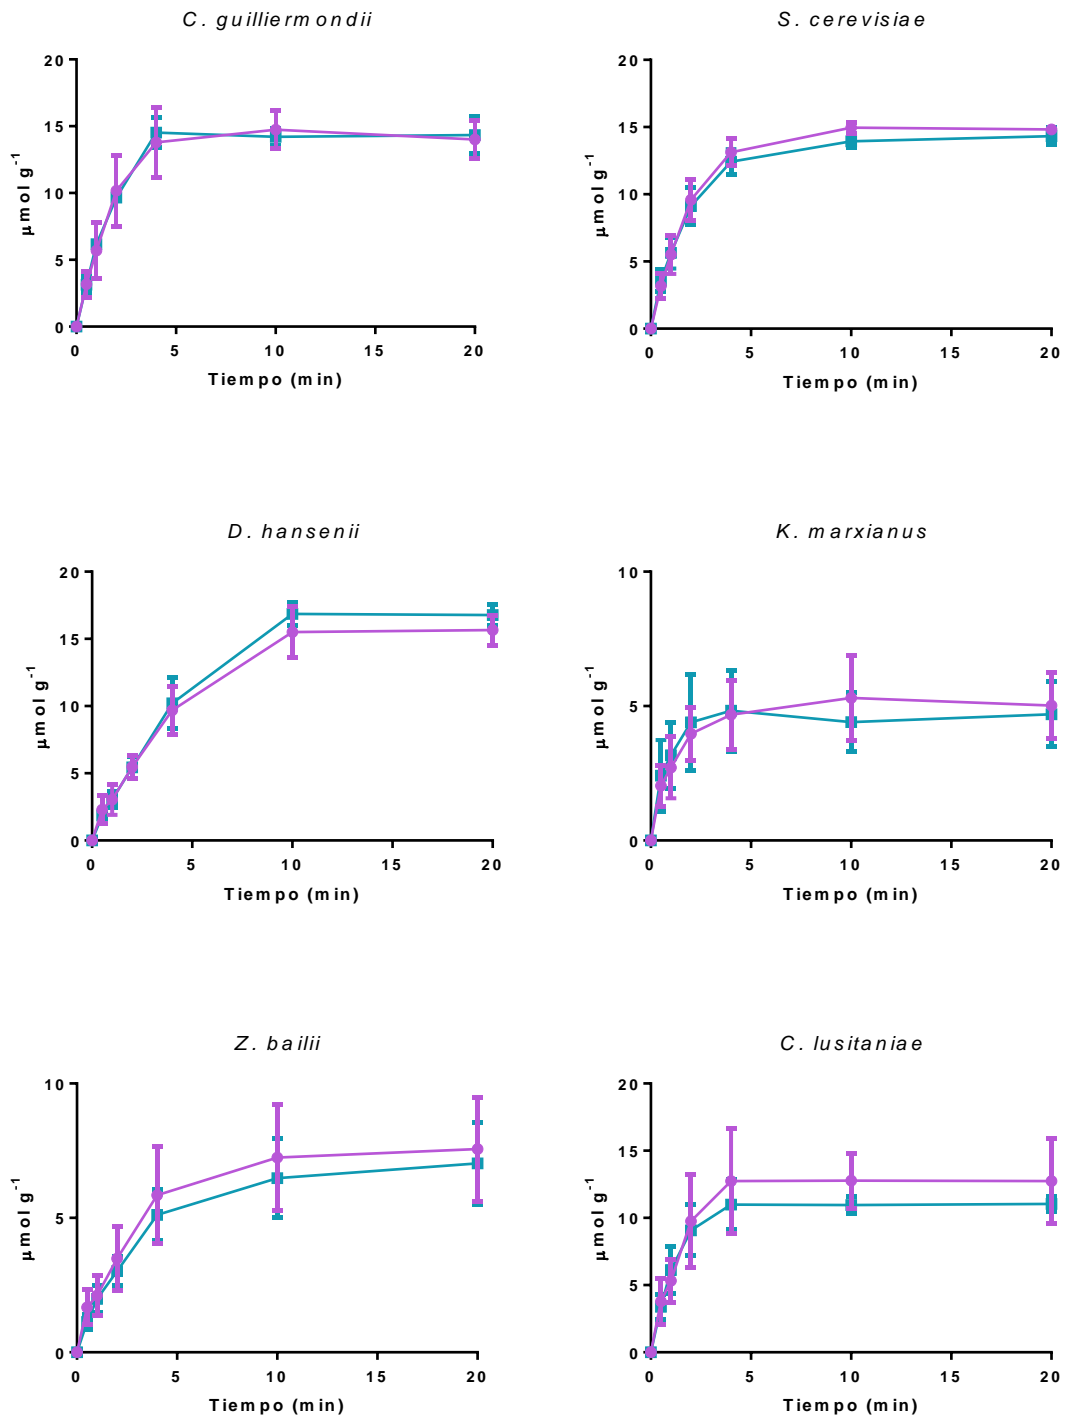 C. guilliermondii
20
15
10
5
0
µmol g-1
0 5 10 15 20
Tiempo (min)
S. cerevisiae
20
15
10
5
0
µmol g-1
0 5 10 15 20
Tiempo (min)
D. hansenii
20
15
10
5
0
µmol g-1
0 5 10 15 20
Tiempo (min)
K. marxianus
10
5
0
µmol g-1
0 5 10 15 20
Tiempo (min)
Z. bailii
10
5
0
µmol g-1
0 5 10 15 20
Tiempo (min)
C. lusitaniae
20
15
10
5
0
µmol g-1
0 5 10 15 20
Tiempo (min)